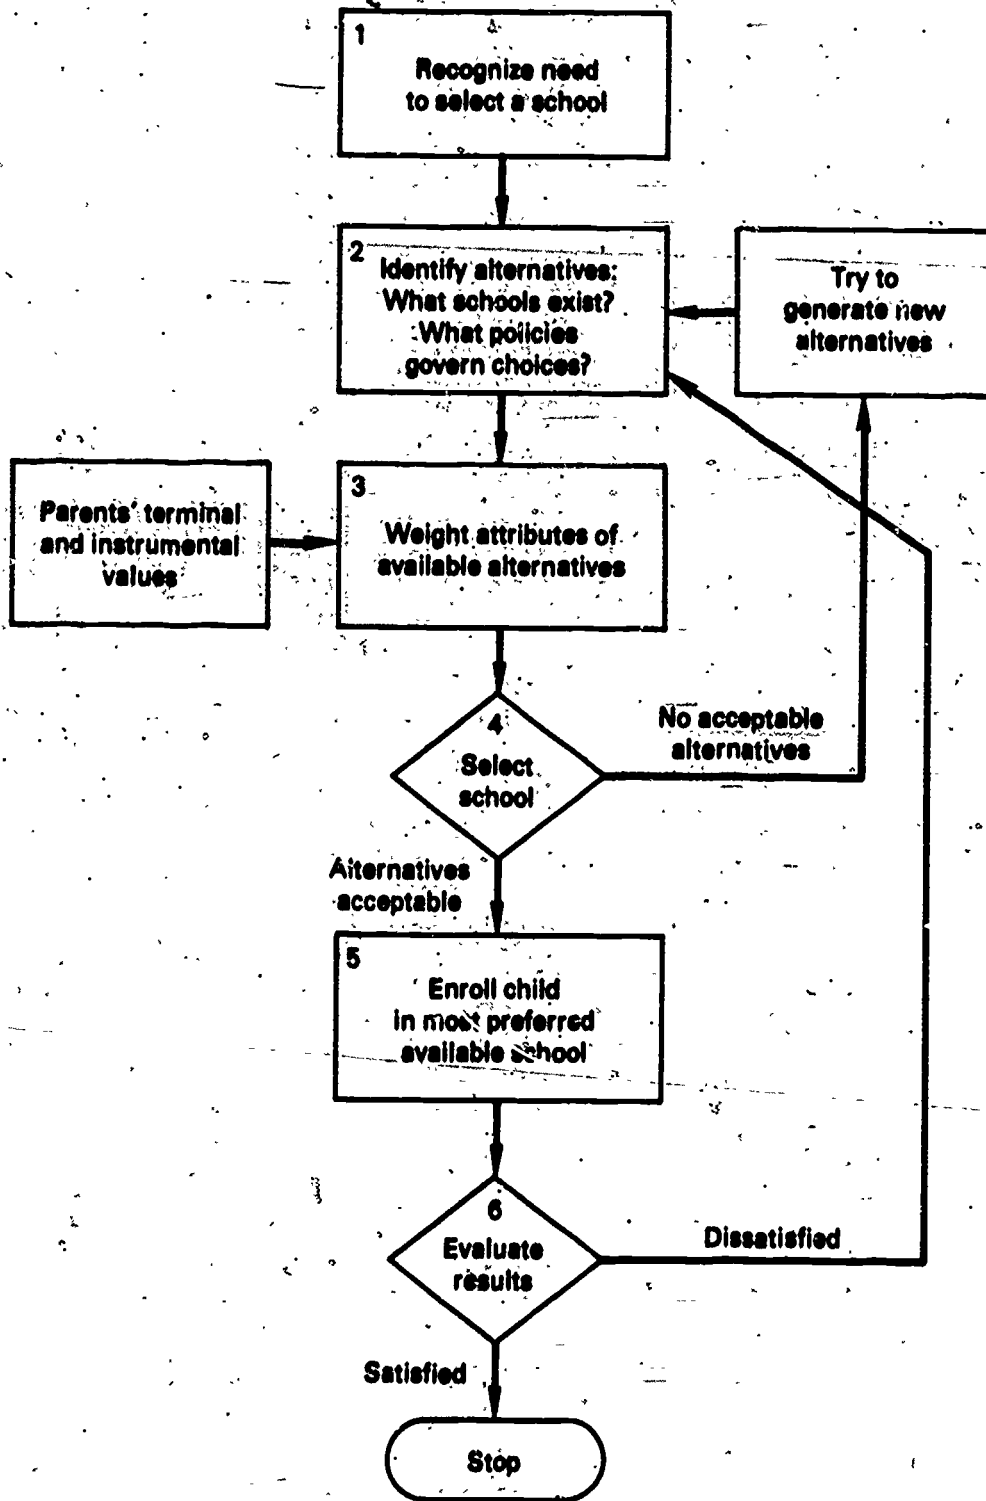 1
Recognize need
to select a school
2
Identify alternatives:
What schools exist?
What policies
govern choices?
Try to
generate new
alternatives
Parents' terminal
and instrumental
values
3
Weight attributes of
available alternatives
4
Select
school
No acceptable
alternatives
Alternatives
acceptable
5
Enroll child
in most preferred
available school
6
Evaluate
results
Dissatisfied
Satisfied
Stop